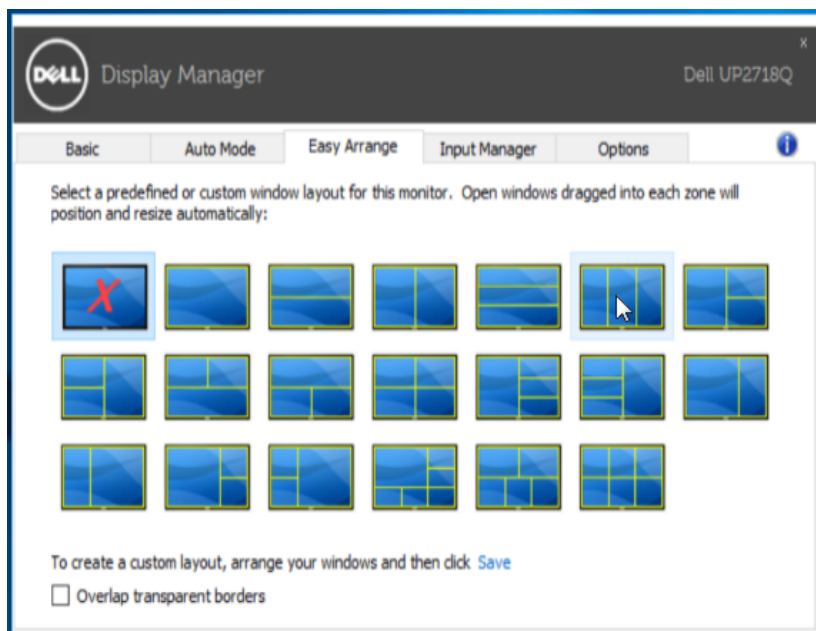 DELL Display Manager
x
Dell UP2718Q
Basic Auto Mode Easy Arrange Input Manager Options
Select a predefined or custom window layout for this monitor. Open windows dragged into each zone will
position and resize automatically:
X
To create a custom layout, arrange your windows and then click Save
Overlap transparent borders